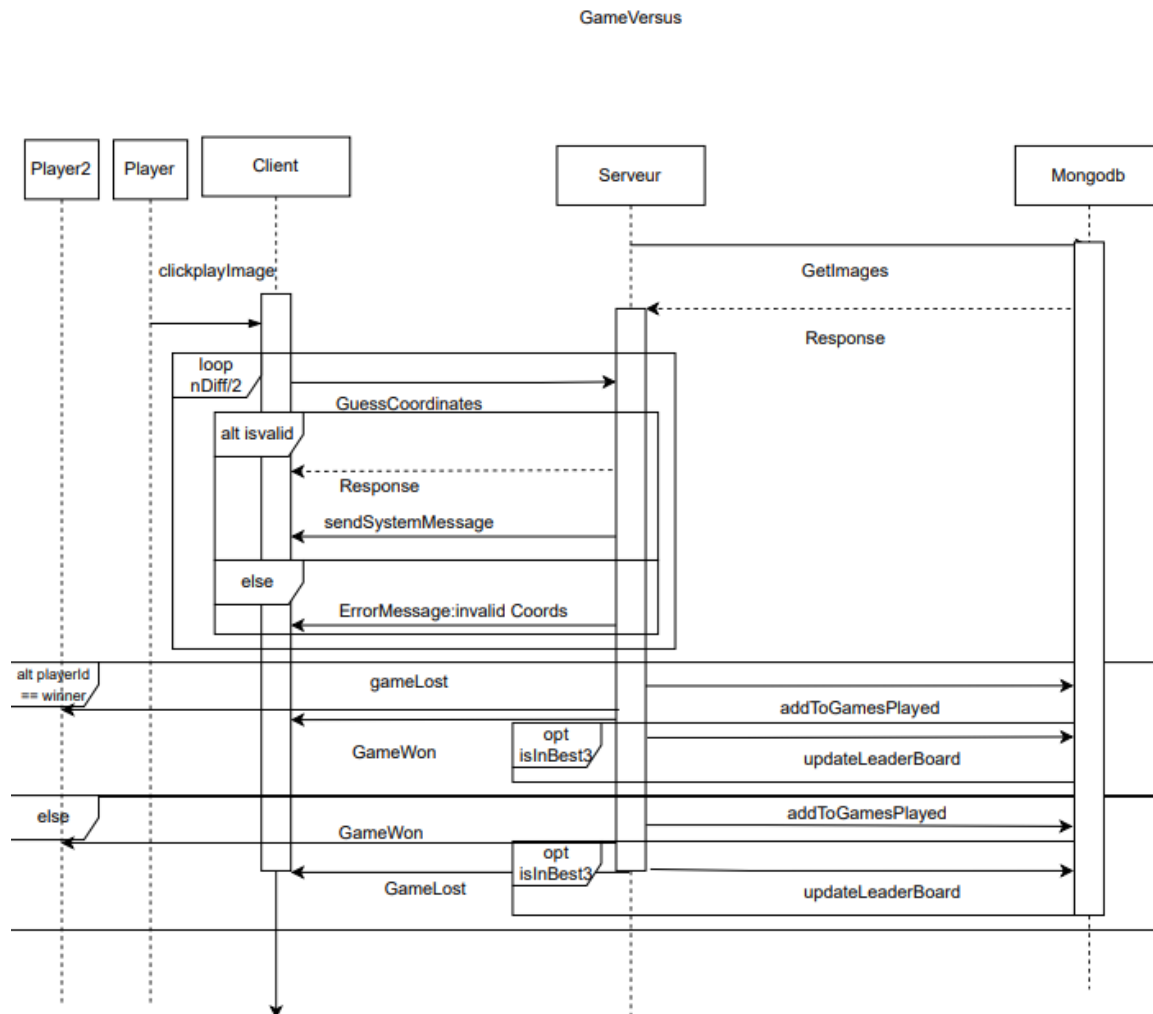 GameVersus
Player2
Player
Client
Serveur
Mongodb
clickplayImage
GetImages
Response
loop
nDiff/2
GuessCoordinates
alt isvalid
Response
sendSystemMessage
else
ErrorMessage:invalid Coords
alt playerId
== winner
gameLost
addToGamesPlayed
opt
isInBest3
GameWon
updateLeaderBoard
else
addToGamesPlayed
GameWon
opt
isInBest3
GameLost
updateLeaderBoard